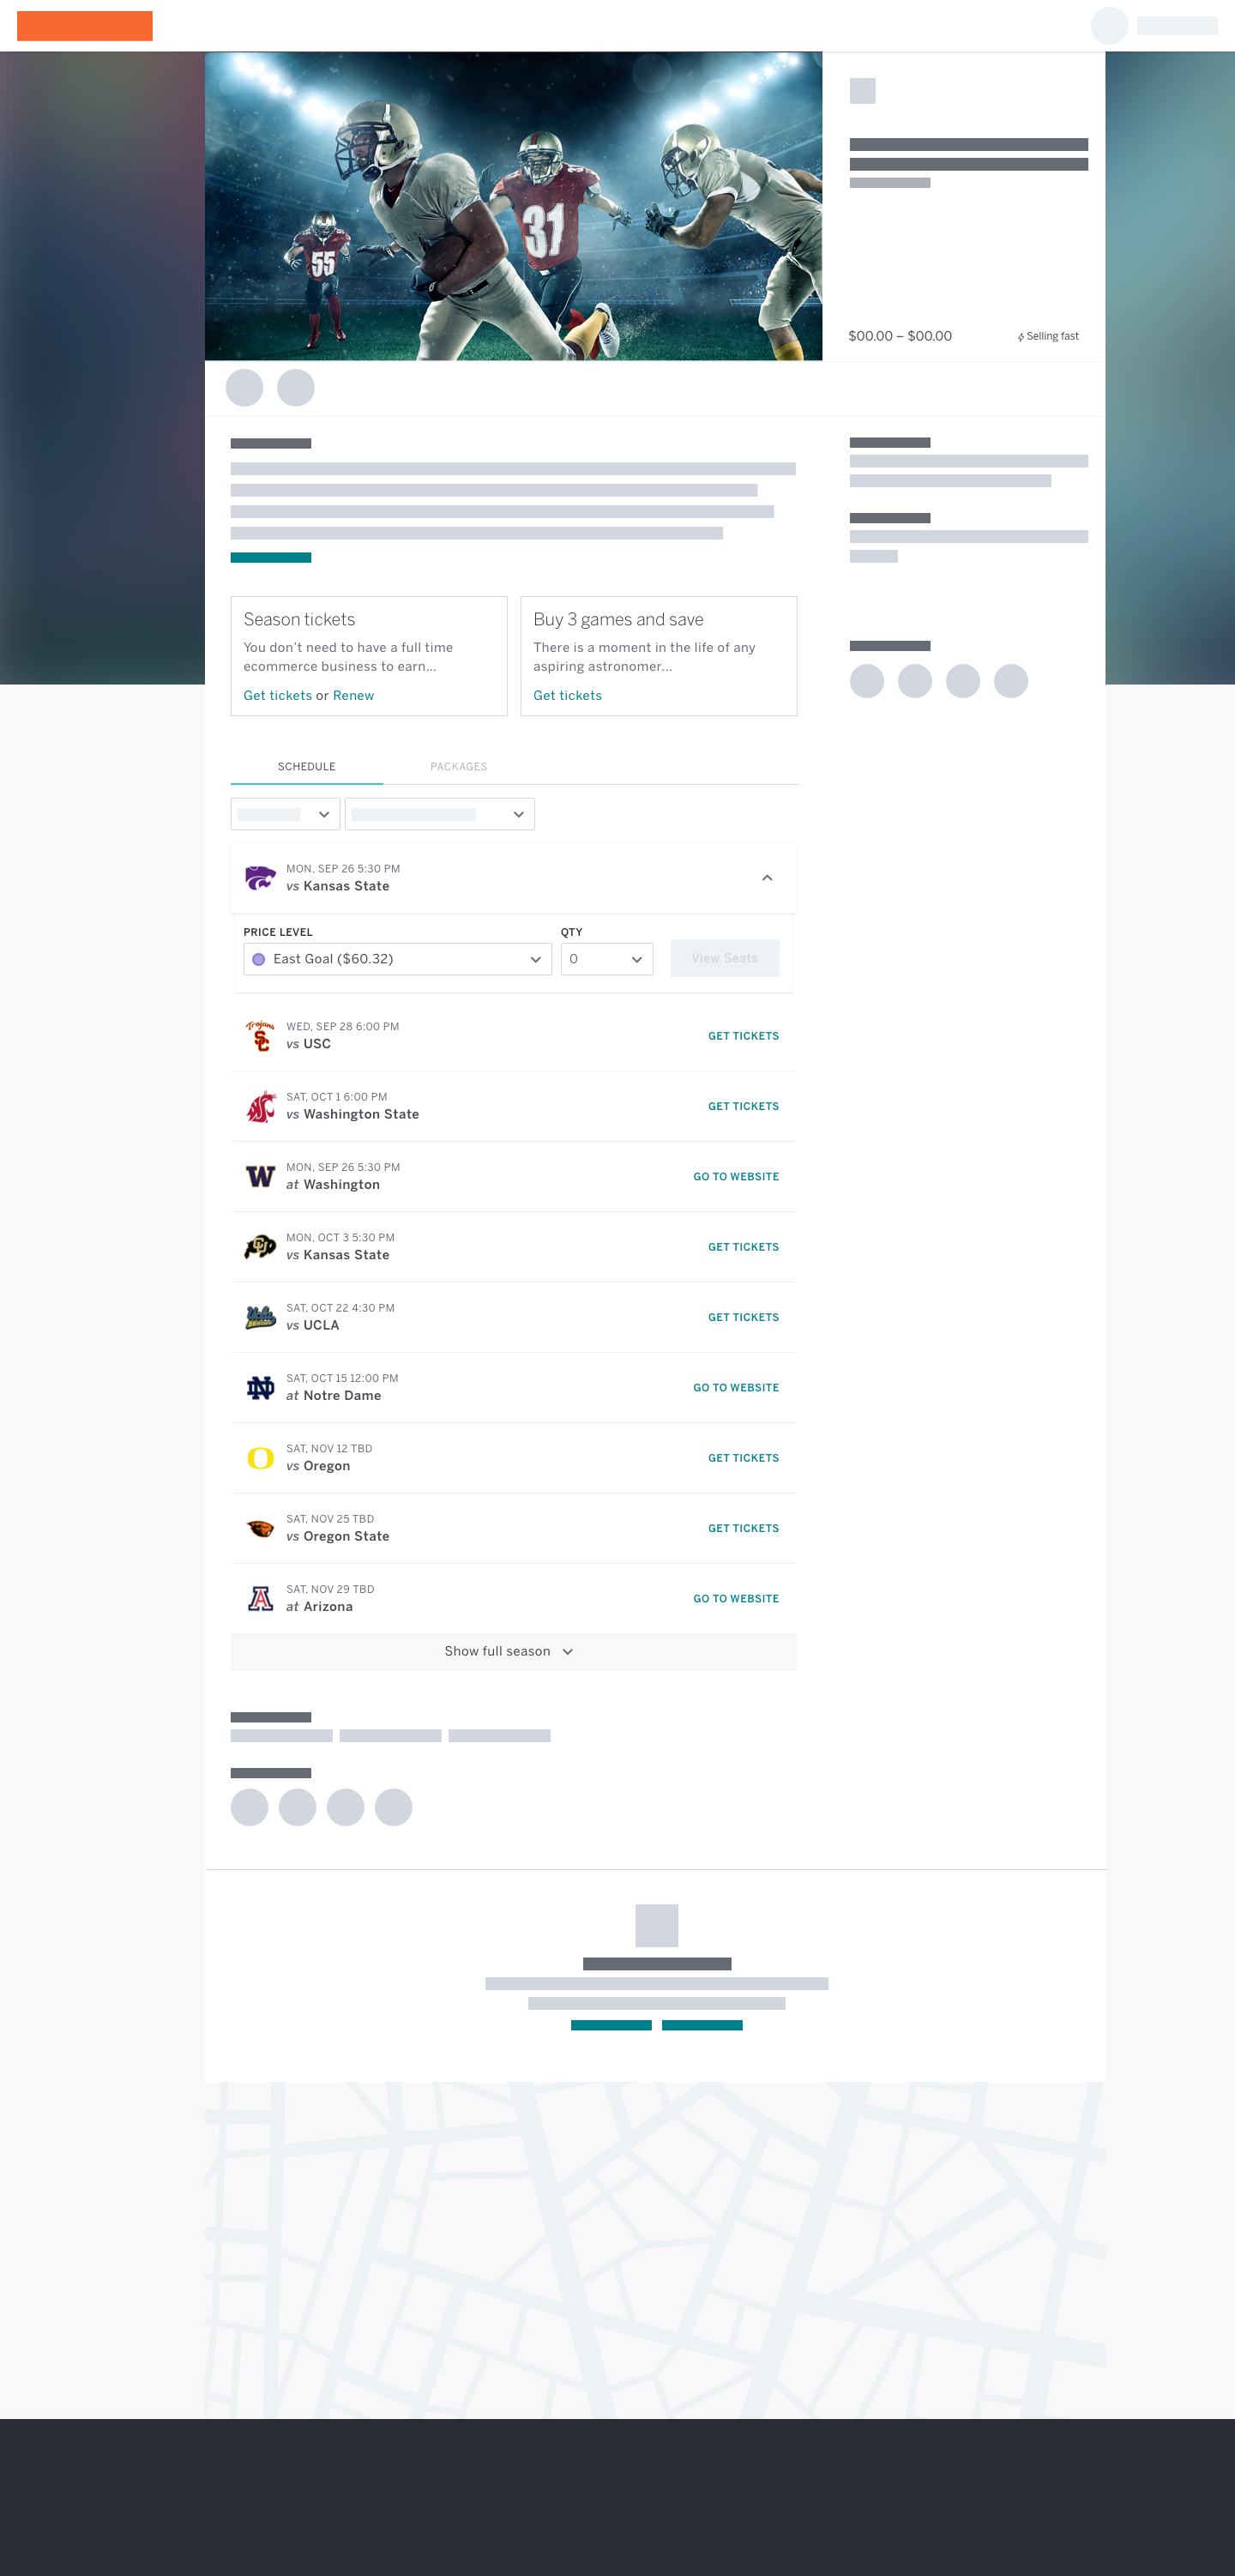 55
31
$00.00 – $00.00
Selling fast
Season tickets
You don’t need to have a full time
ecommerce business to earn...
Get tickets or Renew
Buy 3 games and save
There is a moment in the life of any
aspiring astronomer...
Get tickets
SCHEDULE
PACKAGES
MON, SEP 26 5:30 PM
vs Kansas State
PRICE LEVEL
QTY
East Goal ($60.32)
0
View Seats
Trojans
SC
WED, SEP 28 6:00 PM
vs USC
GET TICKETS
SAT, OCT 1 6:00 PM
vs Washington State
GET TICKETS
W
MON, SEP 26 5:30 PM
at Washington
GO TO WEBSITE
CU
MON, OCT 3 5:30 PM
vs Kansas State
GET TICKETS
Ucla
SAT, OCT 22 4:30 PM
vs UCLA
GET TICKETS
ND
SAT, OCT 15 12:00 PM
at Notre Dame
GO TO WEBSITE
O
SAT, NOV 12 TBD
vs Oregon
GET TICKETS
SAT, NOV 25 TBD
vs Oregon State
GET TICKETS
A
SAT, NOV 29 TBD
at Arizona
GO TO WEBSITE
Show full season